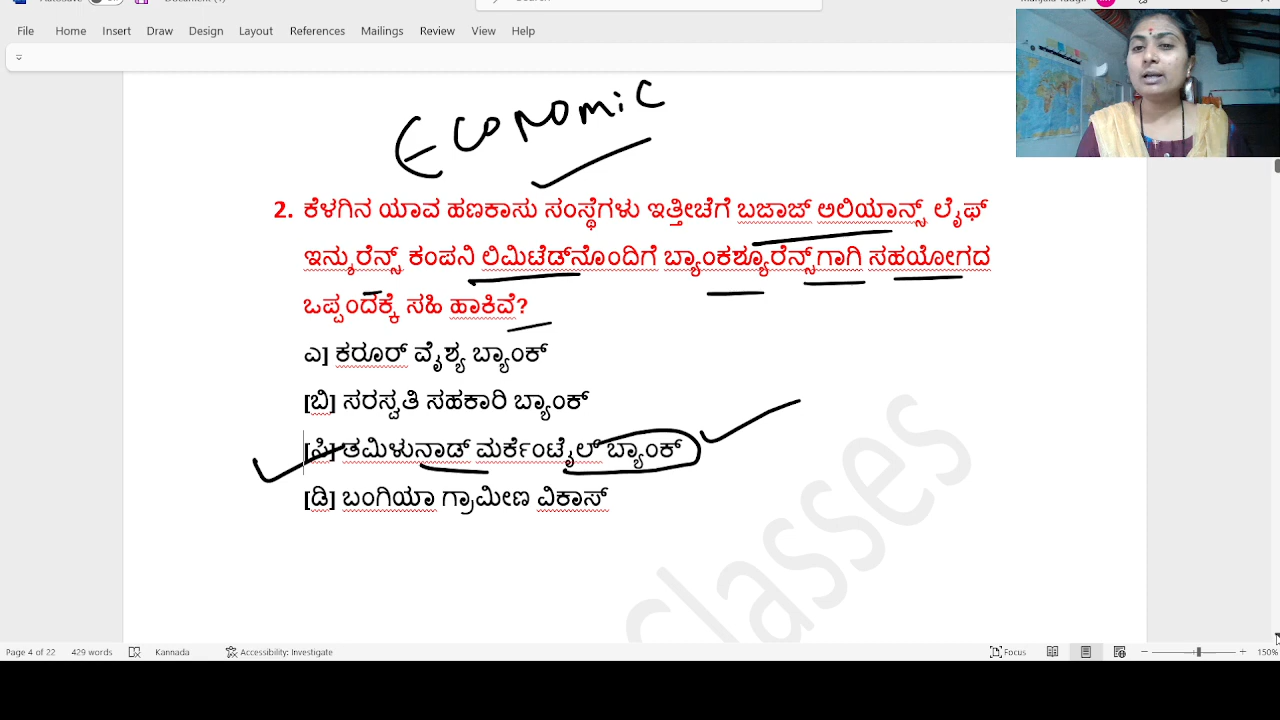 File Home Insert Draw Design Layout References Mailings Review View Help
Economic
2. ಕೆಳಗಿನ ಯಾವ ಹಣಕಾಸು ಸಂಸ್ಥೆಗಳು ಇತ್ತೀಚೆಗೆ ಬಜಾಜ್ ಅಲಿಯಾನ್ಸ್ ಲೈಫ್
ಇನ್ಶುರೆನ್ಸ್ ಕಂಪನಿ ಲಿಮಿಟೆಡ್‌ನೊಂದಿಗೆ ಬ್ಯಾಂಕಶ್ಯೂರೆನ್ಸ್‌ಗಾಗಿ ಸಹಯೋಗದ
ಒಪ್ಪಂದಕ್ಕೆ ಸಹಿ ಹಾಕಿವೆ?
ಎ] ಕರೂರ್ ವೈಶ್ಯ ಬ್ಯಾಂಕ್
[ಬಿ] ಸರಸ್ವತಿ ಸಹಕಾರಿ ಬ್ಯಾಂಕ್
[ಸಿ] ತಮಿಳುನಾಡ್ ಮರ್ಕೆಂಟೈಲ್ ಬ್ಯಾಂಕ್
[ಡಿ] ಬಂಗಿಯಾ ಗ್ರಾಮೀಣ ವಿಕಾಸ್
Classes
Page 4 of 22 429 words Kannada Accessibility: Investigate Focus 150%